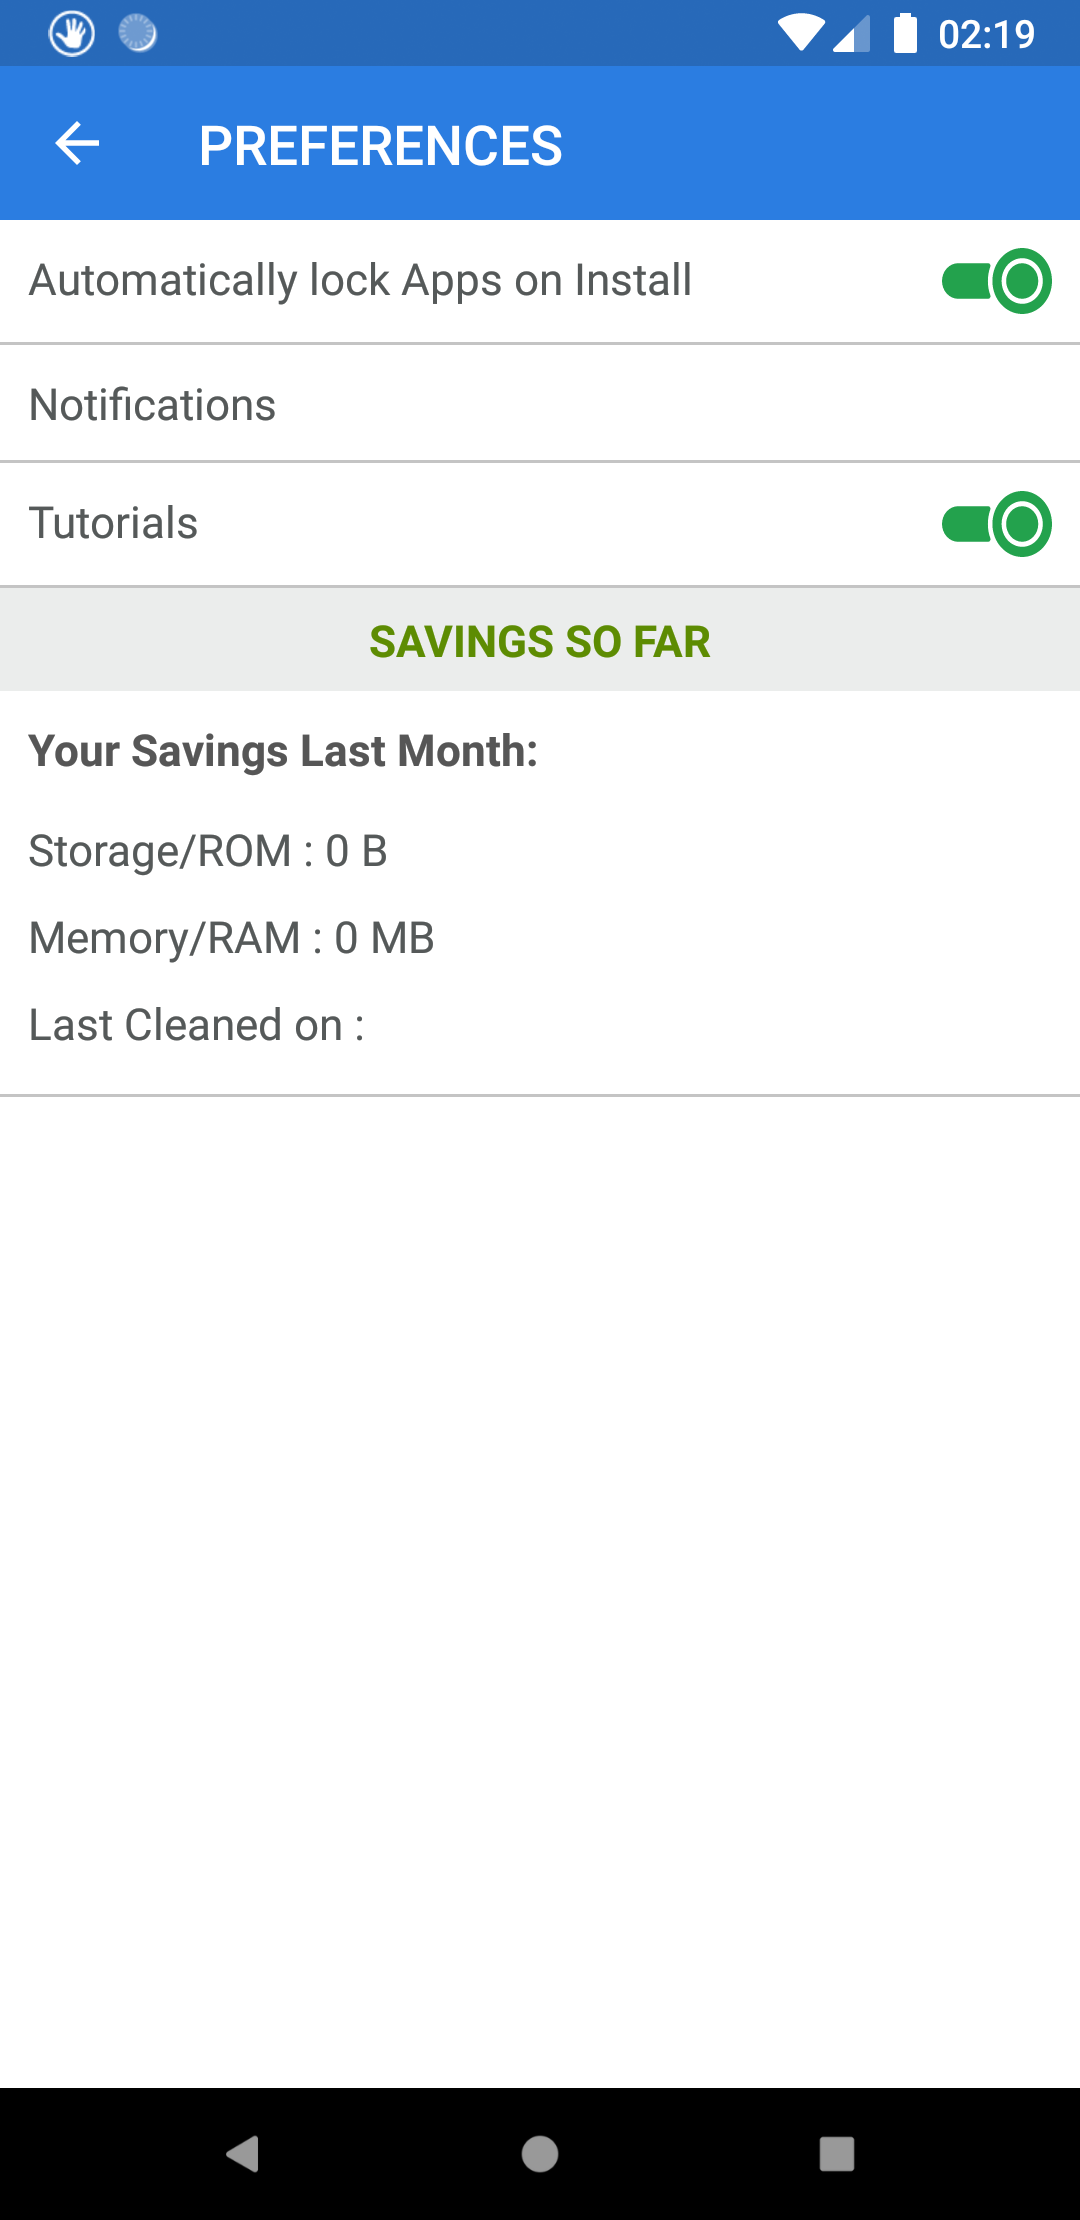 02:19
PREFERENCES
Automatically lock Apps on Install
Notifications
Tutorials
SAVINGS SO FAR
Your Savings Last Month:
Storage/ROM : 0 B
Memory/RAM : 0 MB
Last Cleaned on :